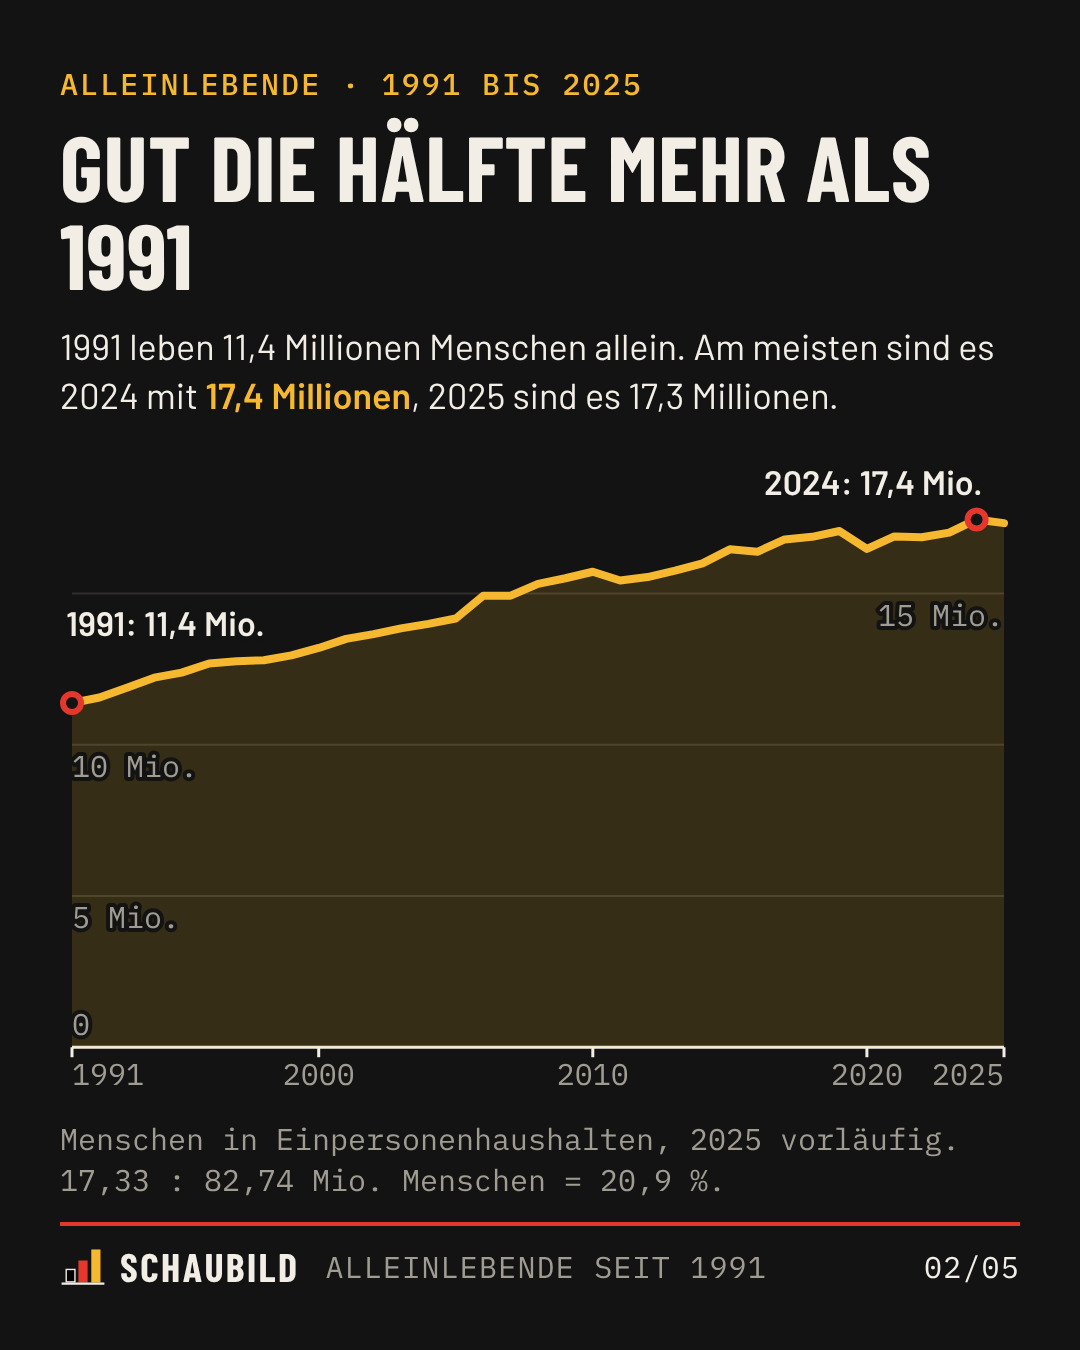 ALLEINLEBENDE · 1991 BIS 2025
GUT DIE HÄLFTE MEHR ALS
1991
1991 leben 11,4 Millionen Menschen allein. Am meisten sind es
2024 mit 17,4 Millionen, 2025 sind es 17,3 Millionen.
2024: 17,4 Mio.
15 Mio.
1991: 11,4 Mio.
10 Mio.
5 Mio.
0
1991 2000 2010 2020 2025
Menschen in Einpersonenhaushalten, 2025 vorläufig.
17,33 : 82,74 Mio. Menschen = 20,9 %.
SCHAUBILD ALLEINLEBENDE SEIT 1991 02/05